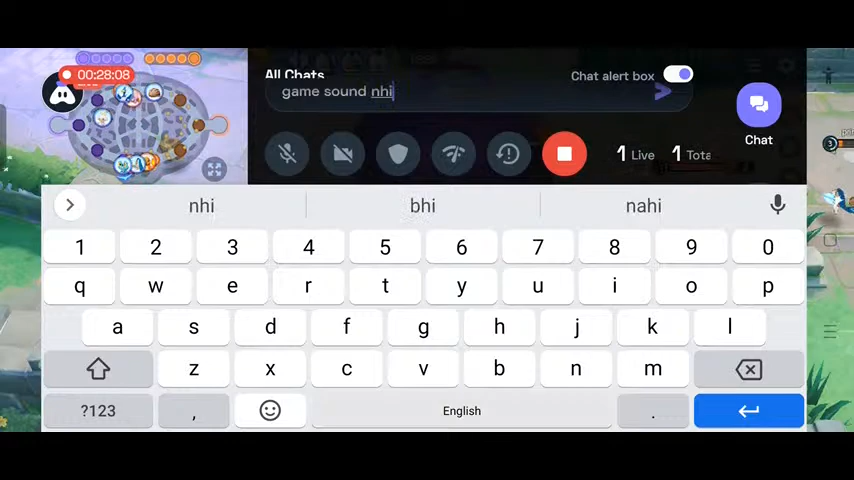 00:28:08
All Chats
Chat alert box
game sound nhi
Chat
1 Live 1 Tota
nhi bhi nahi
1 2 3 4 5 6 7 8 9 0
q w e r t y u i o p
a s d f g h j k l
z x c v b n m
?123 , English .